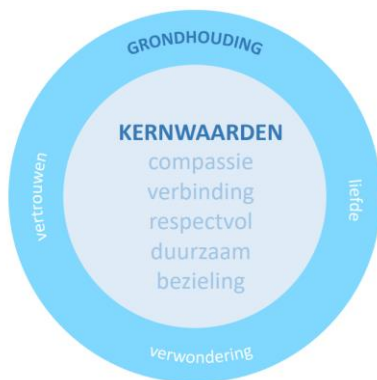 GRONDHOUDING
KERNWAARDEN
compassie
verbinding
respectvol
duurzaam
bezieling
vertrouwen
liefde
verwondering